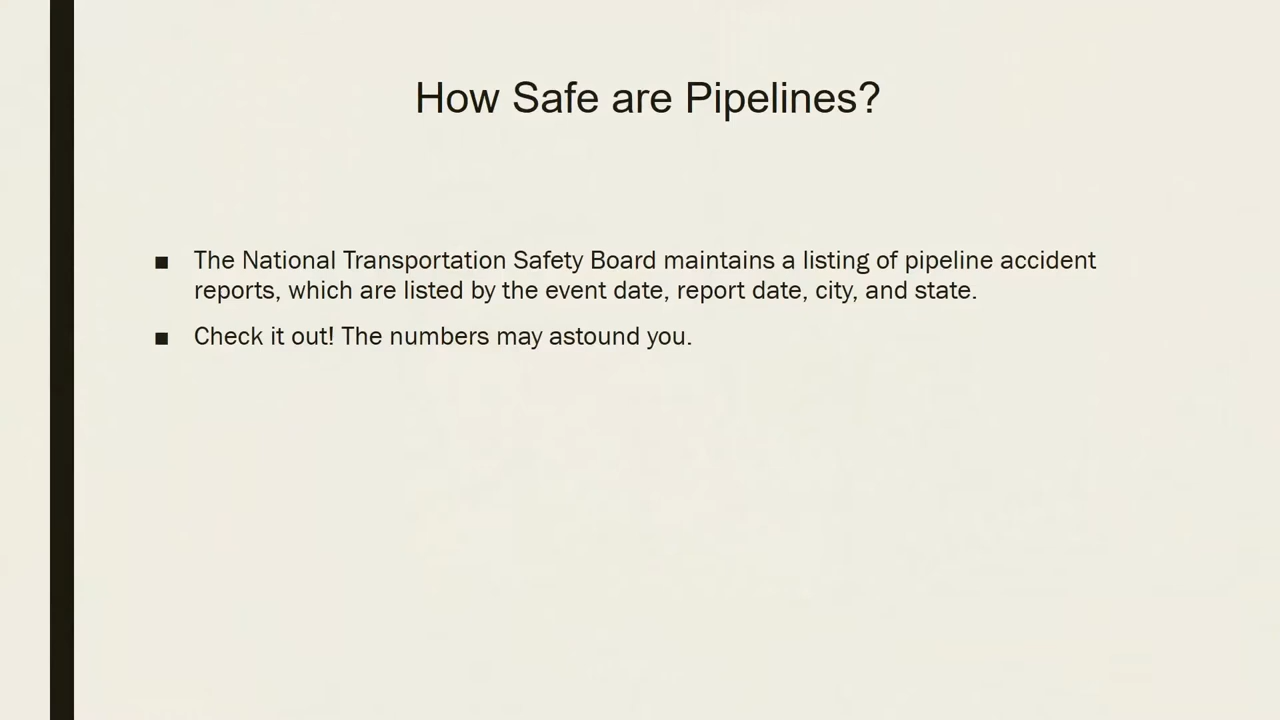 How Safe are Pipelines?
■ The National Transportation Safety Board maintains a listing of pipeline accident
reports, which are listed by the event date, report date, city, and state.
■ Check it out! The numbers may astound you.